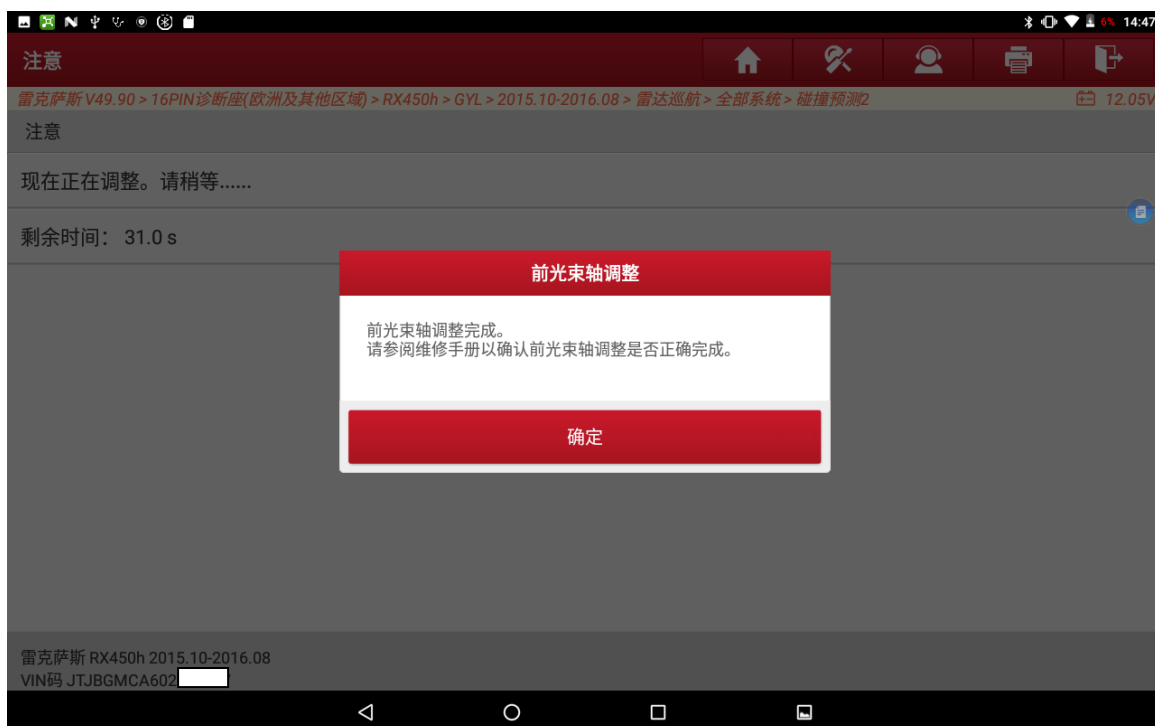 6% 14:47
注意
雷克萨斯 V49.90 > 16PIN诊断座(欧洲及其他区域) > RX450h > GYL > 2015.10-2016.08 > 雷达巡航 > 全部系统 > 碰撞预测2 12.05V
注意
现在正在调整。请稍等......
剩余时间： 31.0 s
前光束轴调整
前光束轴调整完成。
请参阅维修手册以确认前光束轴调整是否正确完成。
确定
雷克萨斯 RX450h 2015.10-2016.08
VIN码 JTJBGMCA602